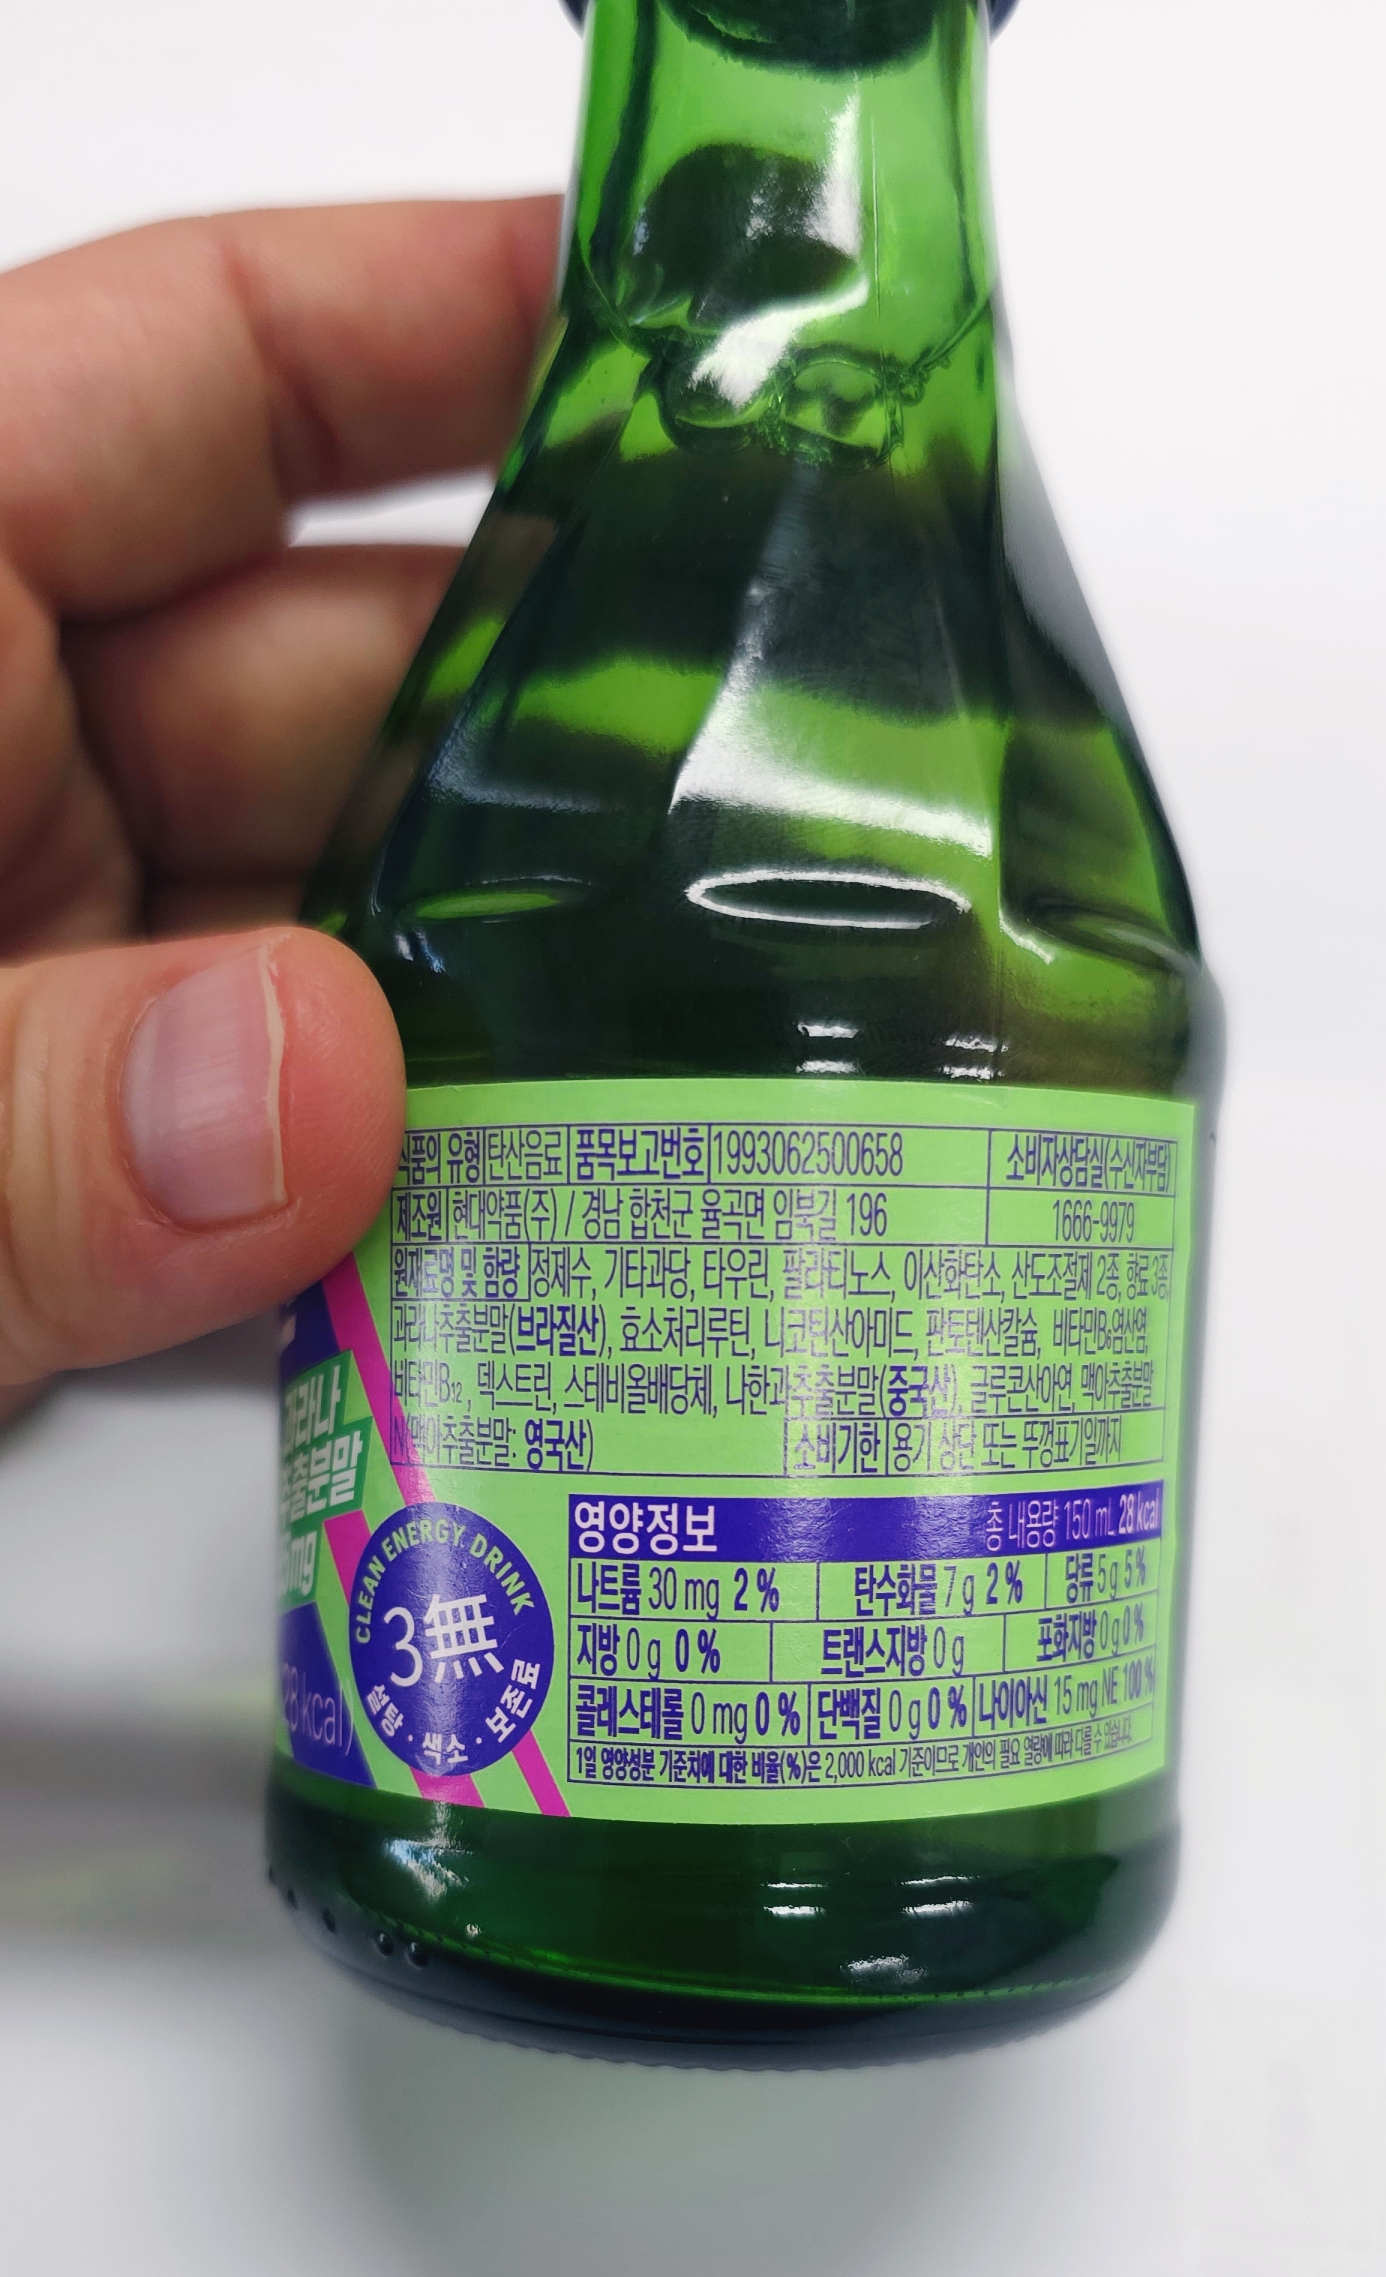 식품의 유형 탄산음료 품목보고번호 1993062500658 소비자상담실(수신자부담)
제조원 현대약품(주) / 경남 합천군 율곡면 임북길 196 1666-9979
원재료명 및 함량 정제수, 기타과당, 타우린, 팔라티노스, 이산화탄소, 산도조절제 2종, 향료 3종,
과라나추출분말(브라질산), 효소처리루틴, 니코틴산아미드, 판토텐산칼슘, 비타민B₆염산염,
비타민B₁₂, 덱스트린, 스테비올배당체, 나한과추출분말(중국산), 글루콘산아연, 맥아추출분말
N(맥아추출분말: 영국산) 소비기한 용기 상단 또는 뚜껑표기일까지
추출분말
CLEAN ENERGY DRINK
3無
설탕 · 색소 · 보존료
영양정보 총 내용량 150 mL 28 kcal
나트륨 30 mg 2 % 탄수화물 7 g 2 % 당류 5 g 5 %
지방 0 g 0 % 트랜스지방 0 g 포화지방 0 g 0 %
콜레스테롤 0 mg 0 % 단백질 0 g 0 % 나이아신 15 mg NE 100 %
1일 영양성분 기준치에 대한 비율(%)은 2,000 kcal 기준이므로 개인의 필요 열량에 따라 다를 수 있습니다.